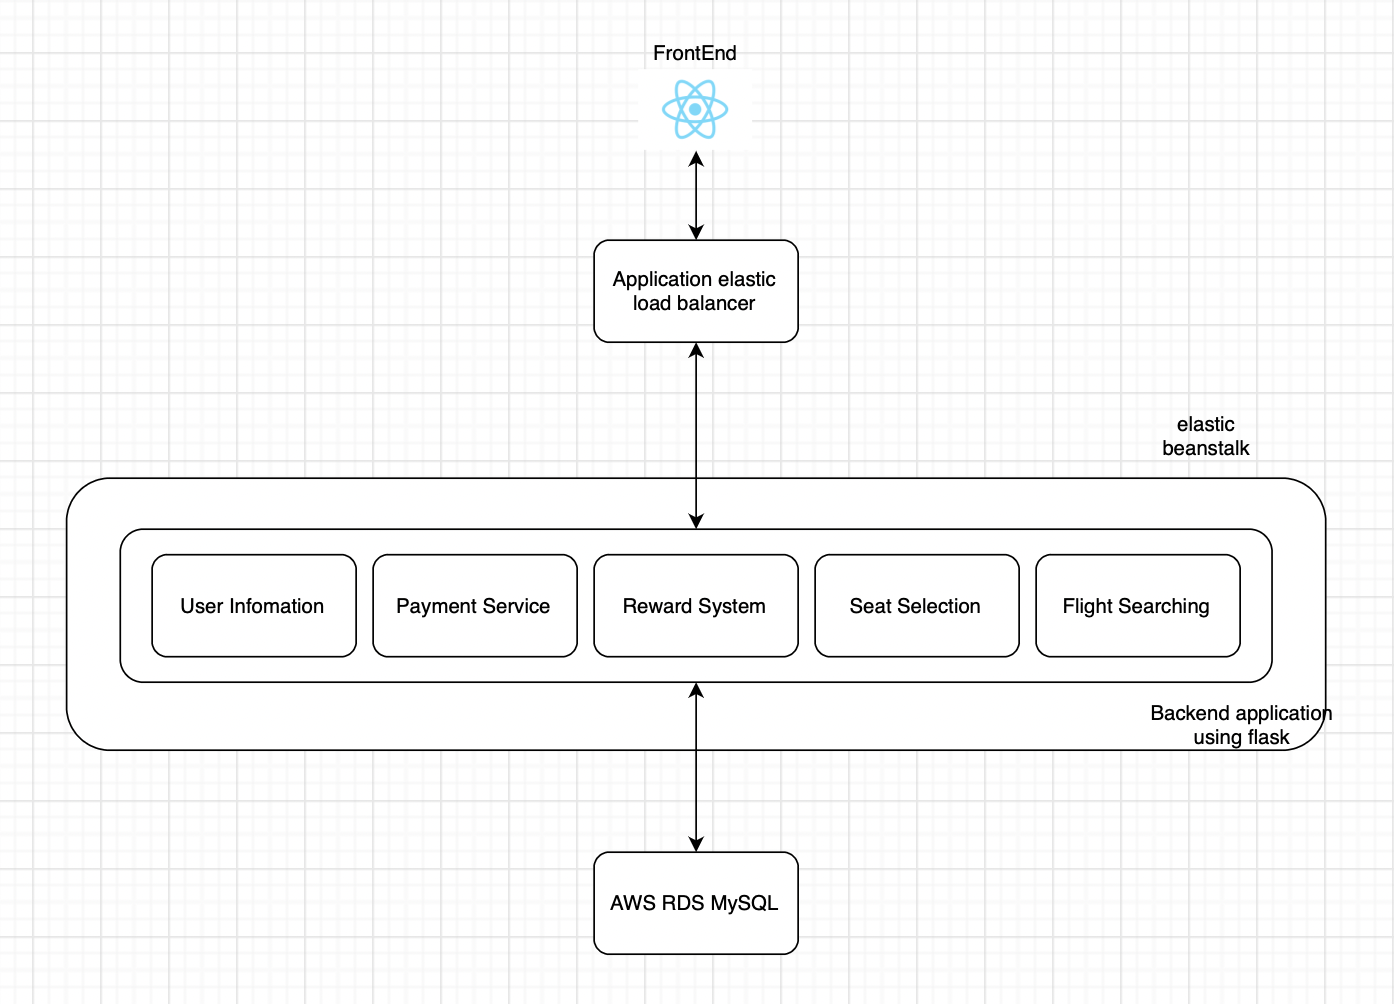 FrontEnd
Application elastic
load balancer
elastic
beanstalk
User Infomation
Payment Service
Reward System
Seat Selection
Flight Searching
Backend application
using flask
AWS RDS MySQL